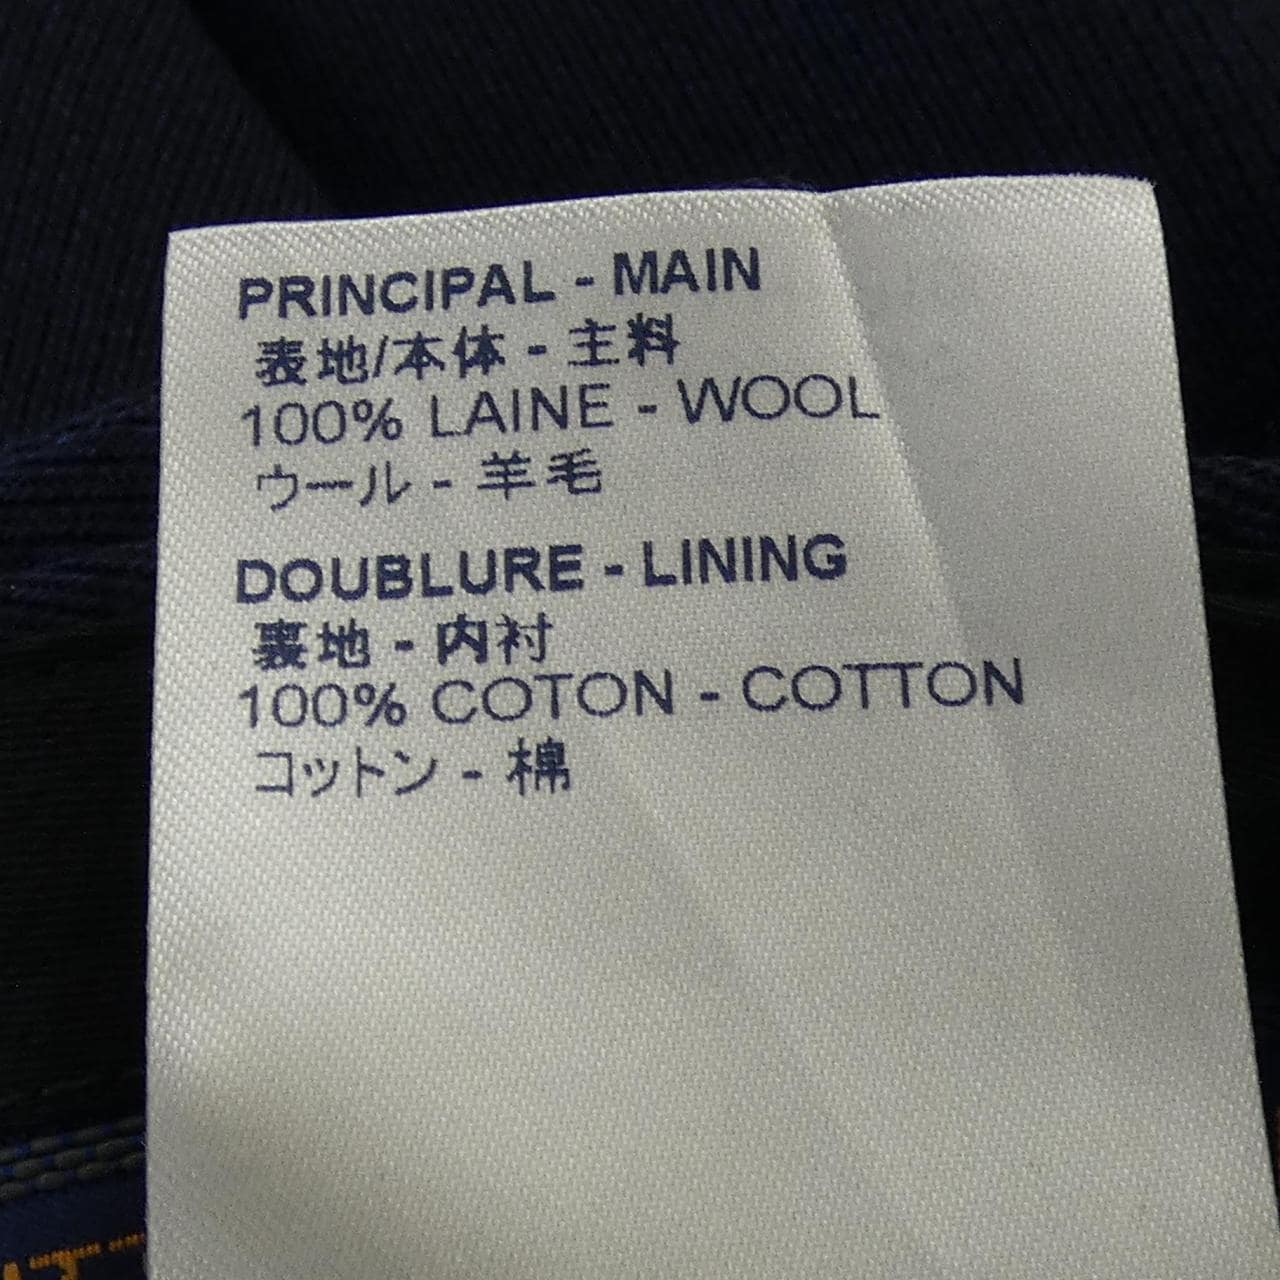 PRINCIPAL - MAIN
表地/本体 - 主料
100% LAINE - WOOL
ウール - 羊毛
DOUBLURE - LINING
裏地 - 内衬
100% COTON - COTTON
コットン - 棉